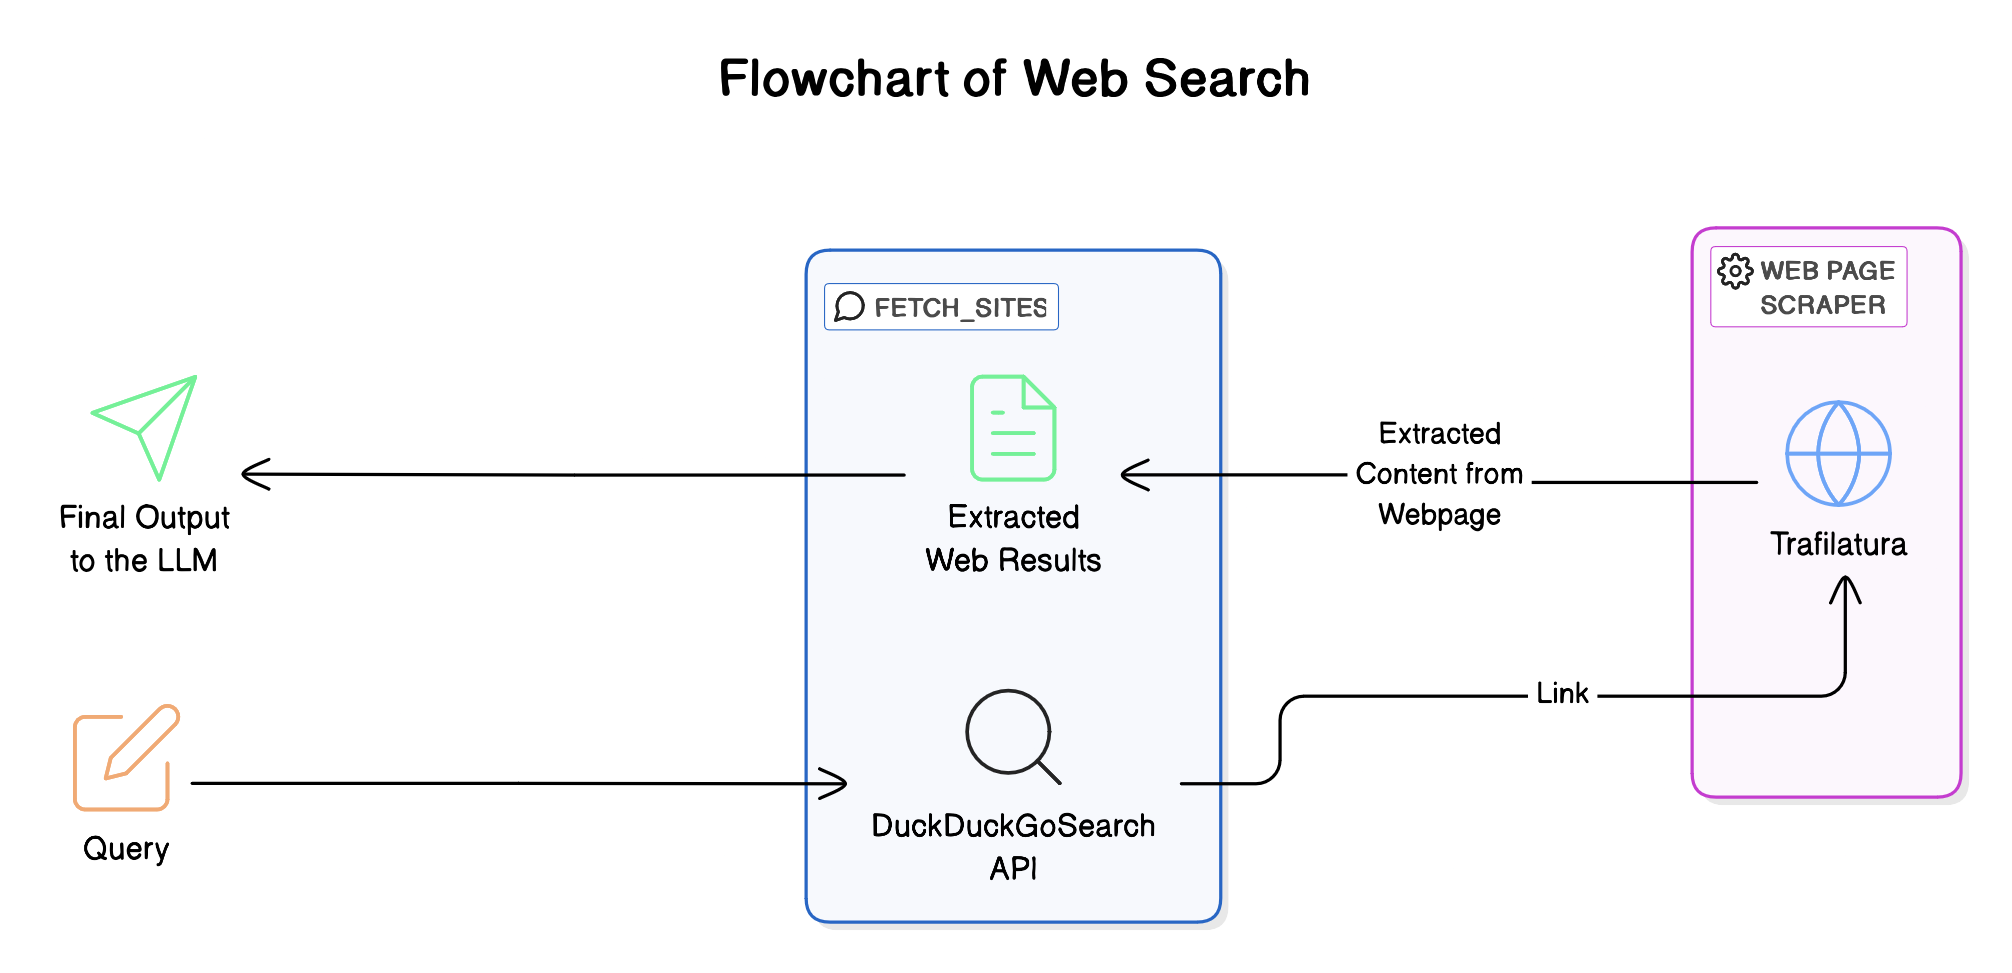 Flowchart of Web Search
FETCH_SITES
WEB PAGE
SCRAPER
Final Output
to the LLM
Extracted
Web Results
Extracted
Content from
Webpage
Trafilatura
Link
Query
DuckDuckGoSearch
API